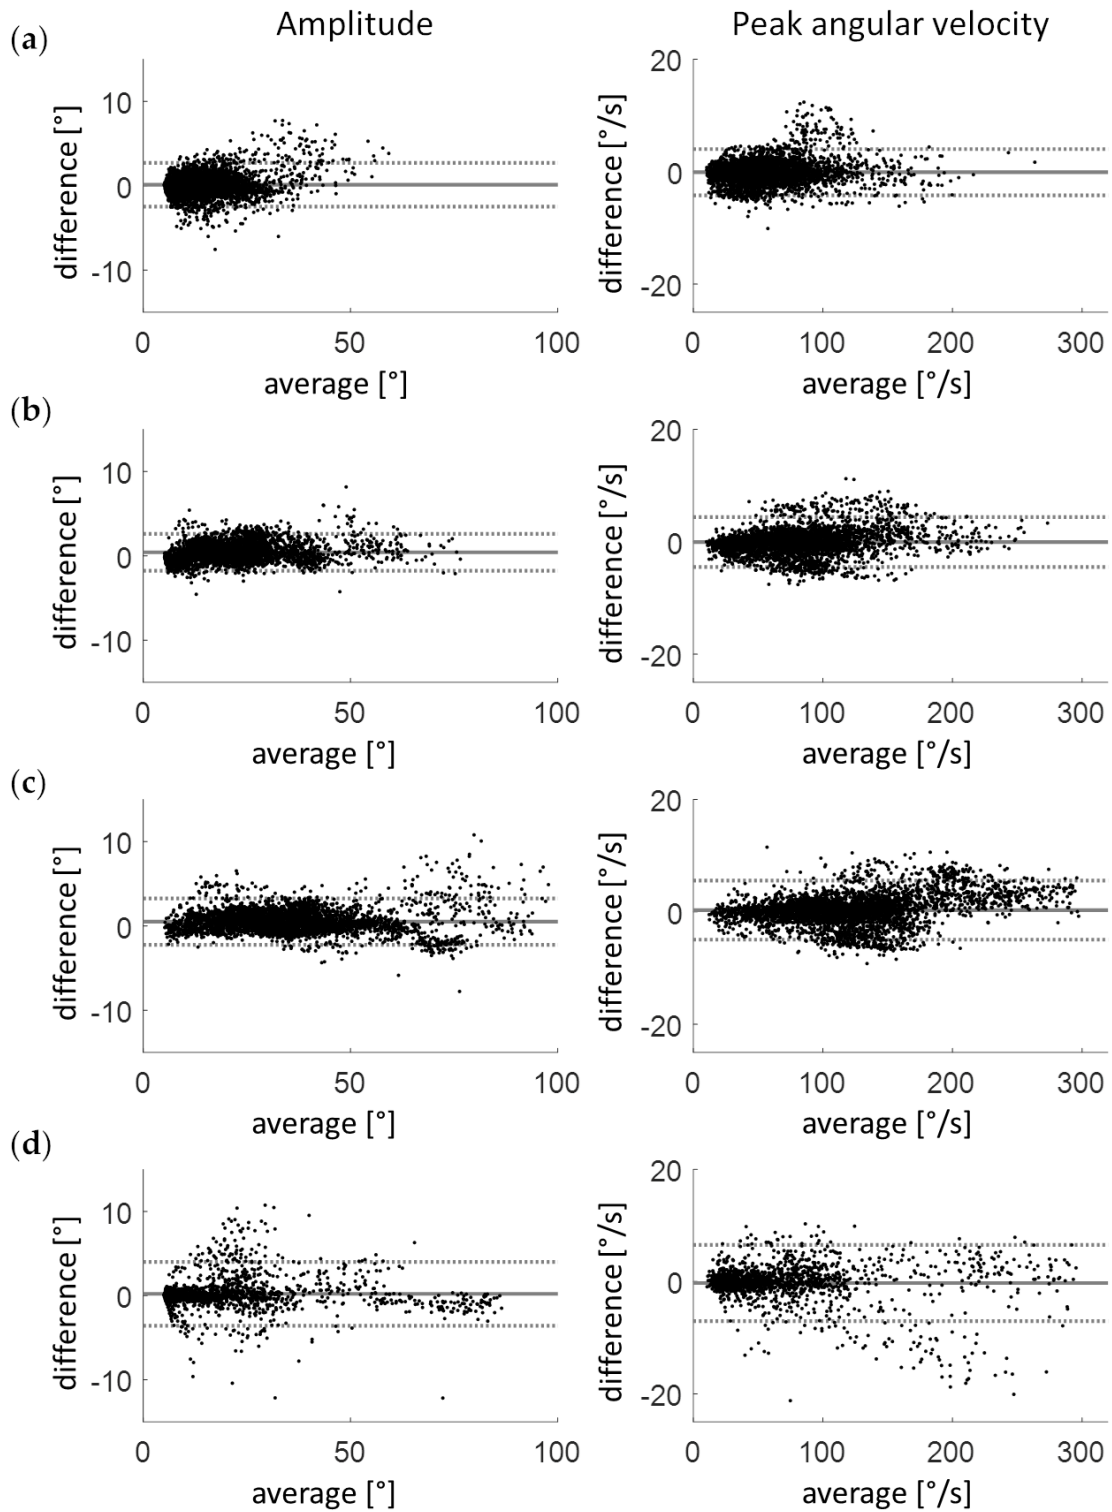 (a)
Amplitude
Peak angular velocity
difference [°]
10
0
-10
0 50 100
average [°]
difference [°/s]
20
0
-20
0 100 200 300
average [°/s]
(b)
difference [°]
10
0
-10
0 50 100
average [°]
difference [°/s]
20
0
-20
0 100 200 300
average [°/s]
(c)
difference [°]
10
0
-10
0 50 100
average [°]
difference [°/s]
20
0
-20
0 100 200 300
average [°/s]
(d)
difference [°]
10
0
-10
0 50 100
average [°]
difference [°/s]
20
0
-20
0 100 200 300
average [°/s]